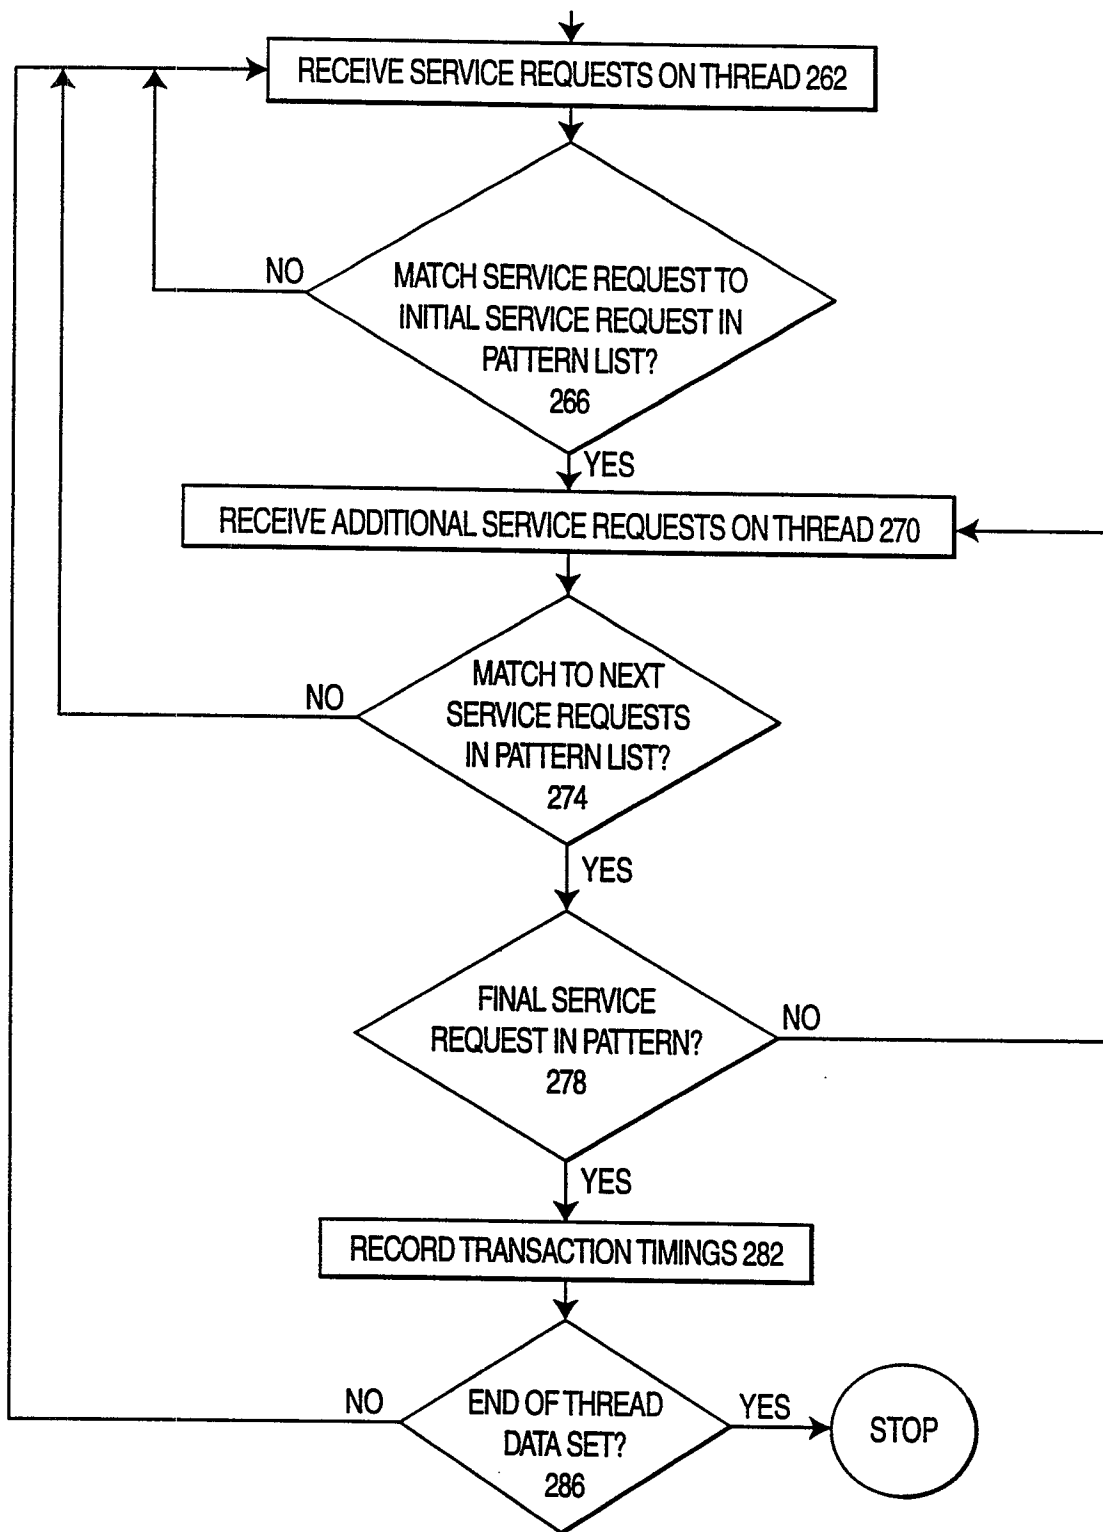 RECEIVE SERVICE REQUESTS ON THREAD 262
NO
MATCH SERVICE REQUEST TO
INITIAL SERVICE REQUEST IN
PATTERN LIST?
266
YES
RECEIVE ADDITIONAL SERVICE REQUESTS ON THREAD 270
NO
MATCH TO NEXT
SERVICE REQUESTS
IN PATTERN LIST?
274
YES
FINAL SERVICE
REQUEST IN PATTERN?
278
NO
YES
RECORD TRANSACTION TIMINGS 282
NO
END OF THREAD
DATA SET?
286
YES
STOP